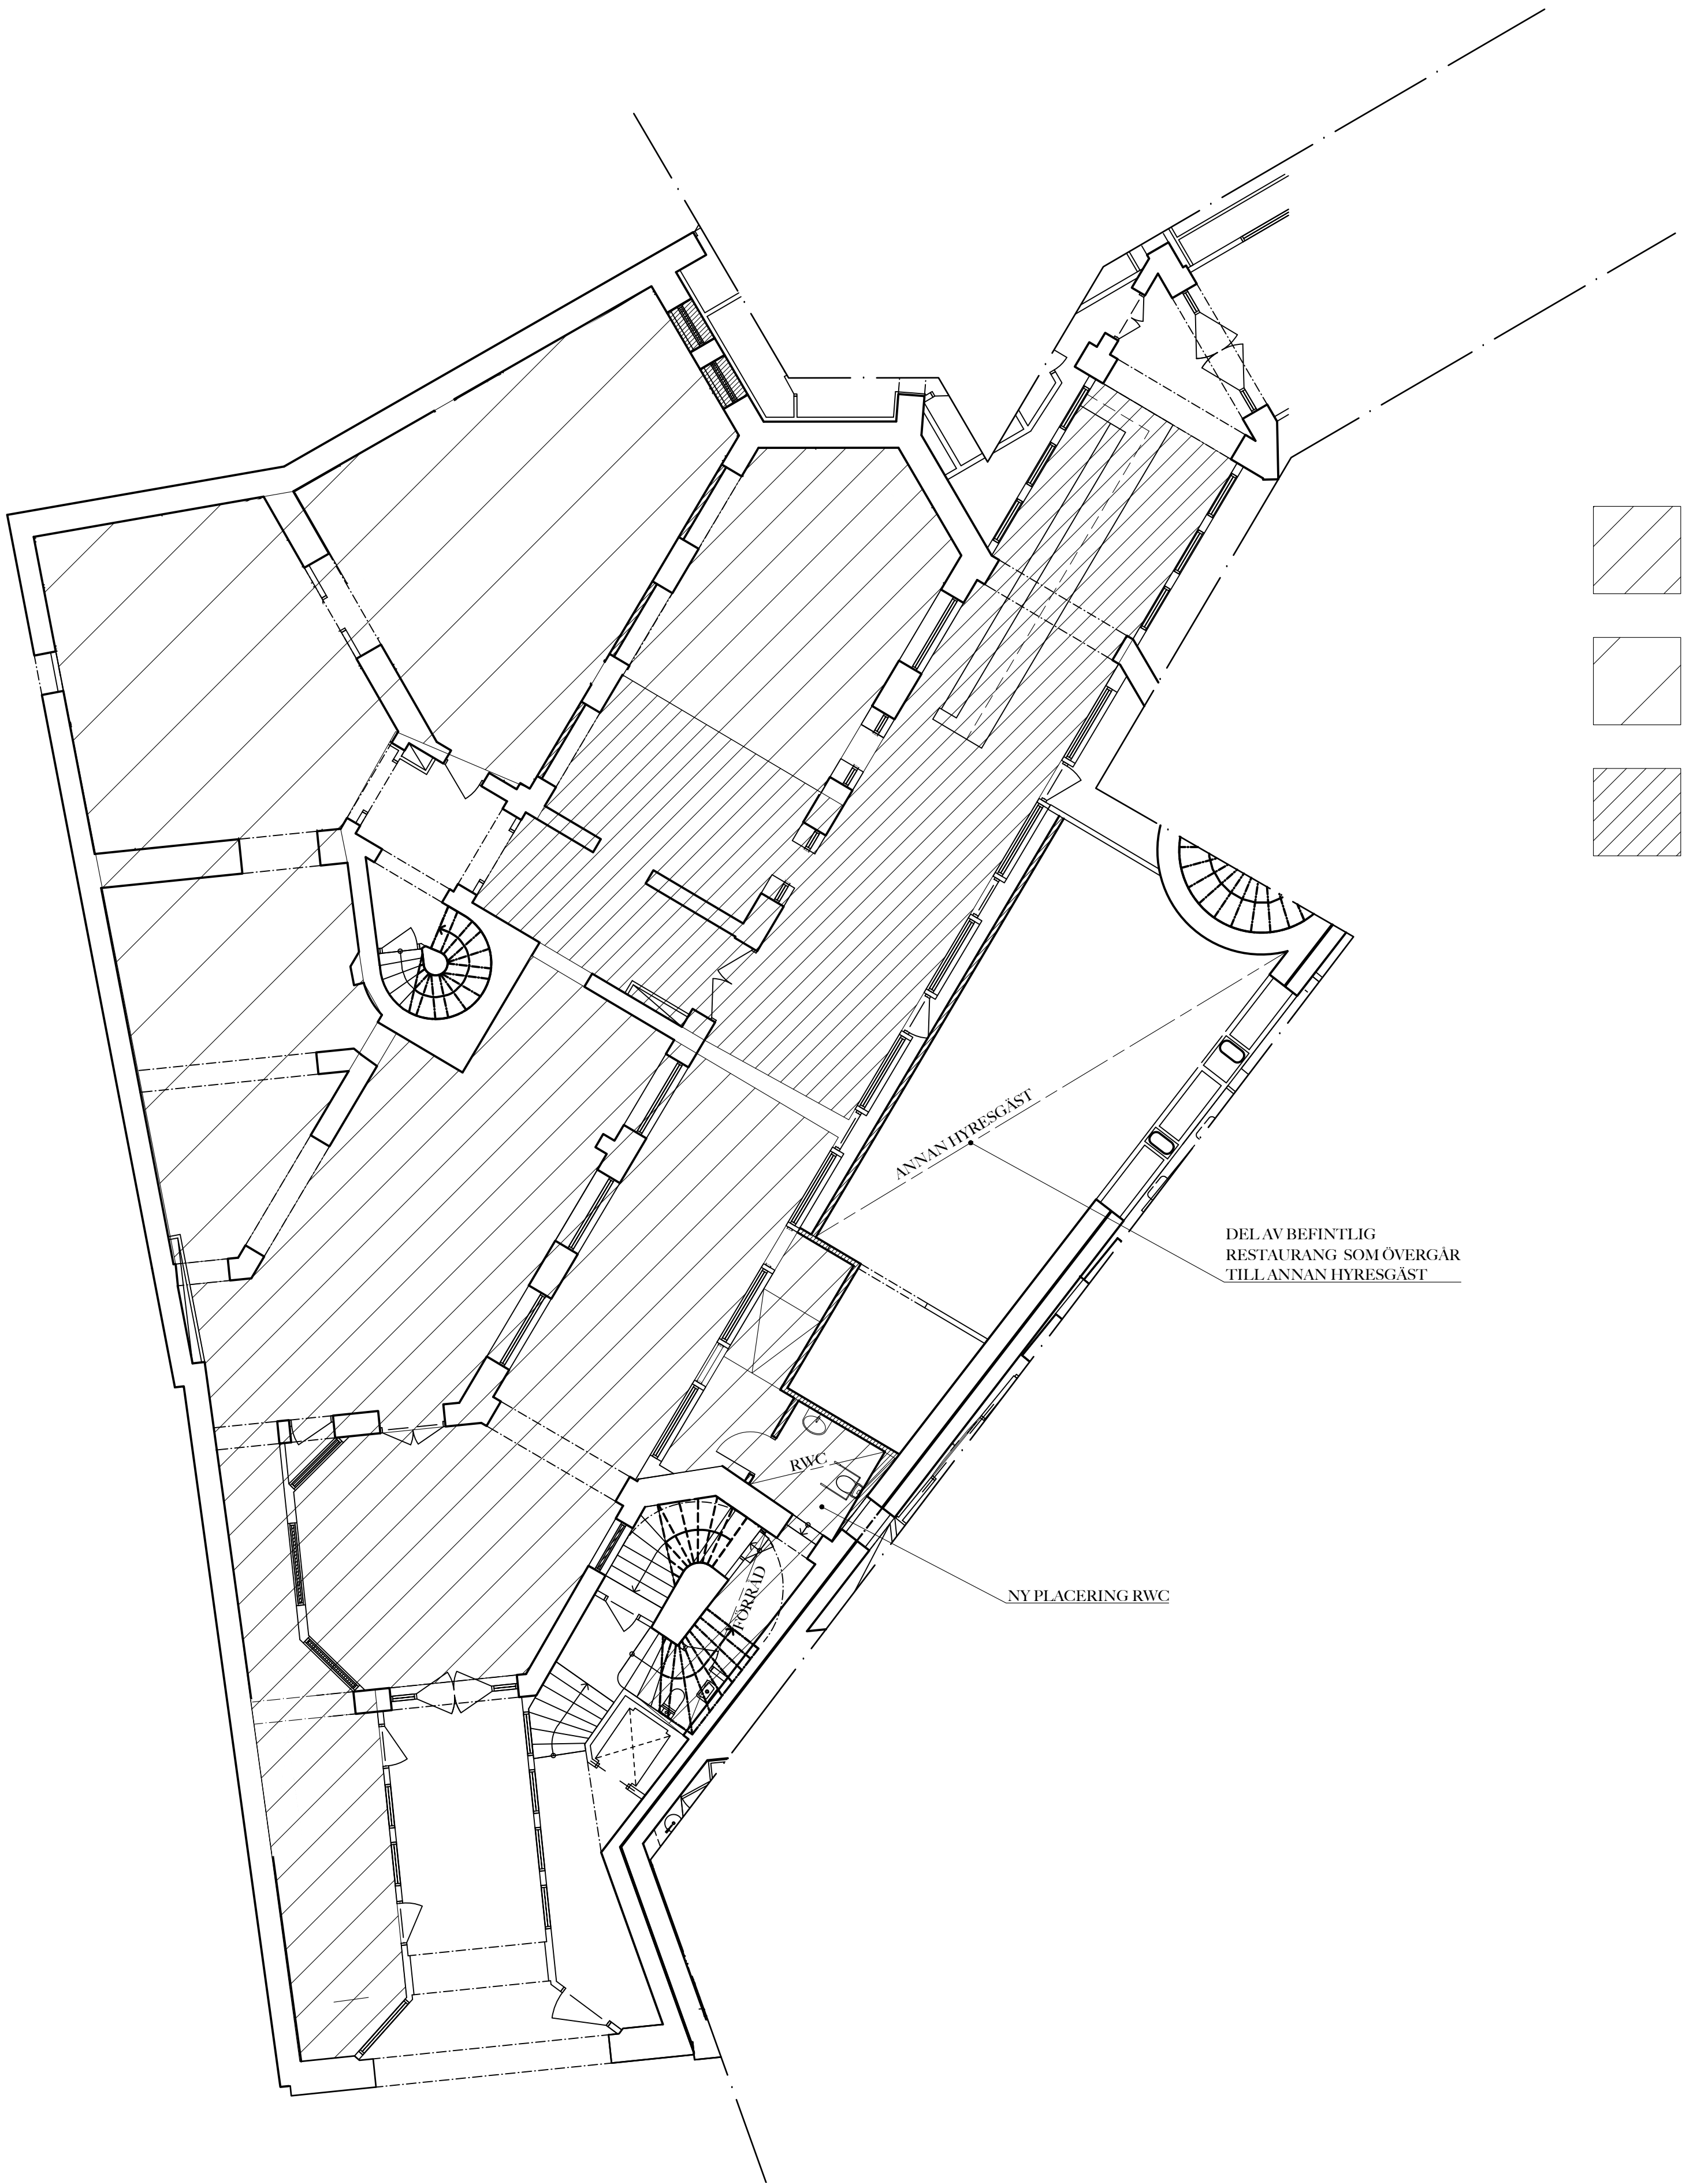 ANNAN HYRESGÄST
DEL AV BEFINTLIG
RESTAURANG SOM ÖVERGÅR
TILL ANNAN HYRESGÄST
RWC
FÖRRÅD
NY PLACERING RWC